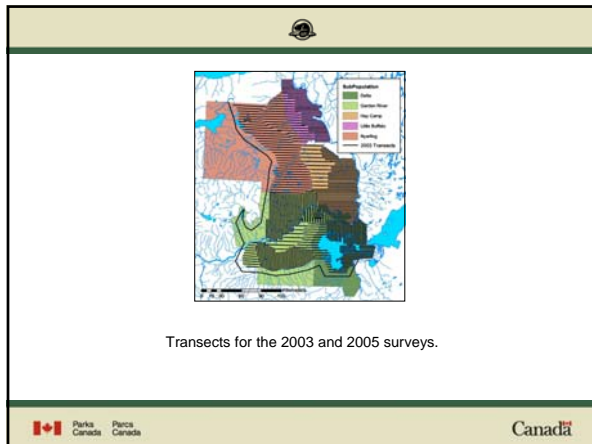 SubPopulation
Delta
Garden River
Hay Camp
Little Buffalo
Nyarling
2003 Transects
Transects for the 2003 and 2005 surveys.
Parks Canada
Parcs Canada
Canada